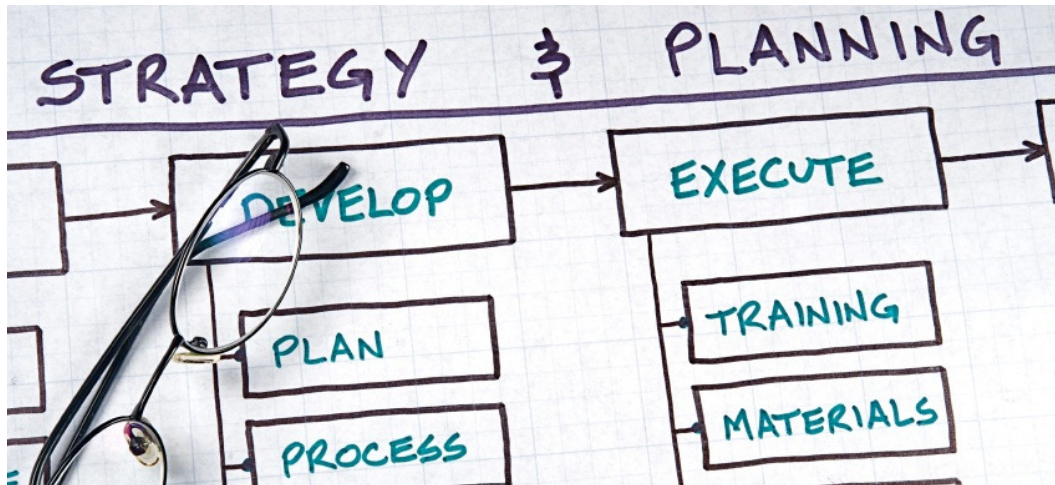 STRATEGY & PLANNING
DEVELOP
EXECUTE
PLAN
TRAINING
PROCESS
MATERIALS